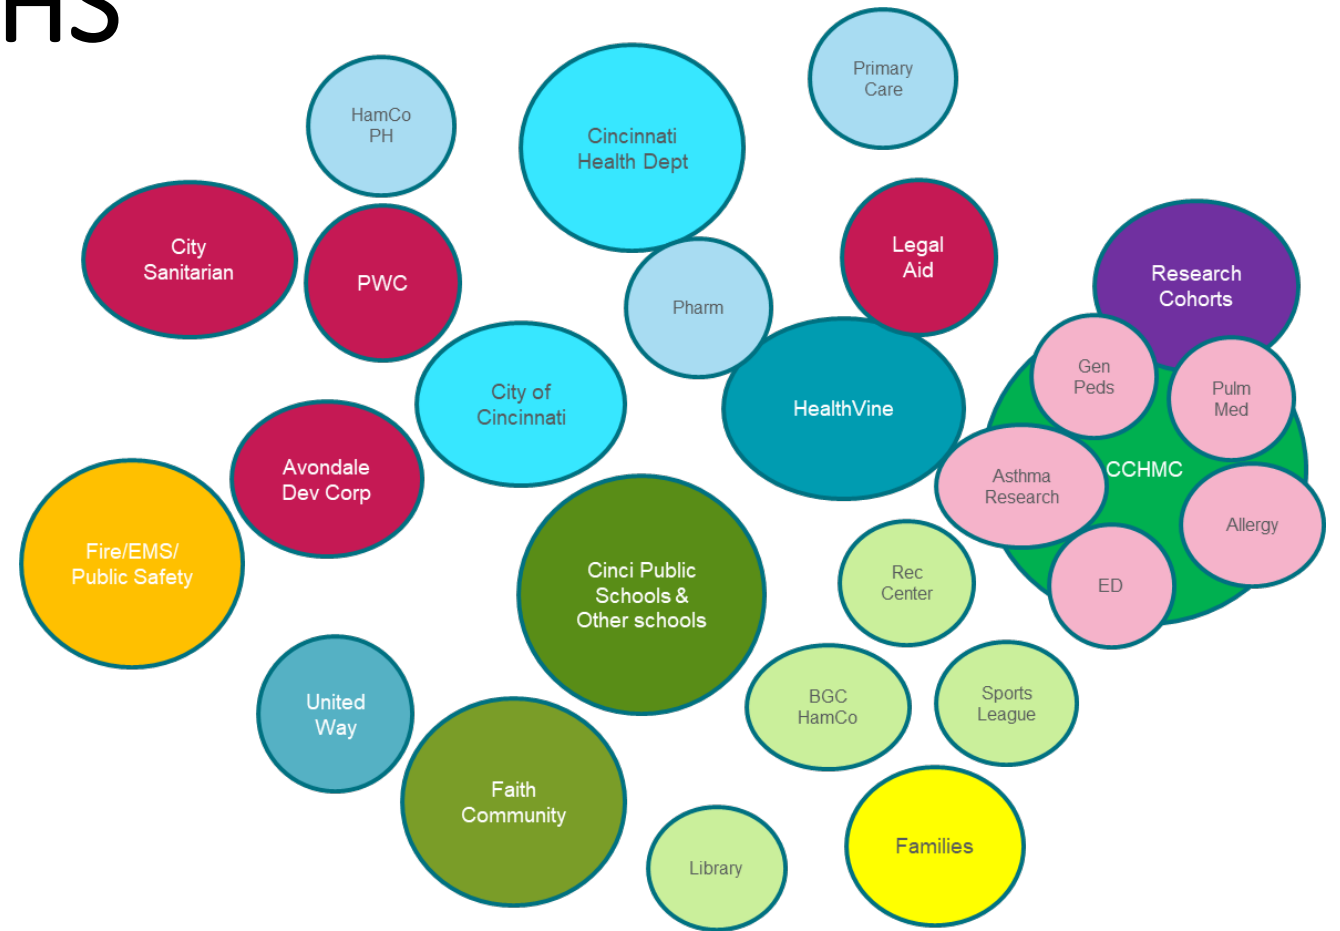 HS
Primary
Care
HamCo
PH
Cincinnati
Health Dept
City
Sanitarian
PWC
Legal
Aid
Research
Cohorts
Pharm
Gen
Peds
Pulm
Med
City of
Cincinnati
HealthVine
CCHMC
Asthma
Research
Avondale
Dev Corp
Allergy
Fire/EMS/
Public Safety
Cinci Public
Schools &
Other schools
Rec
Center
ED
United
Way
BGC
HamCo
Sports
League
Faith
Community
Library
Families